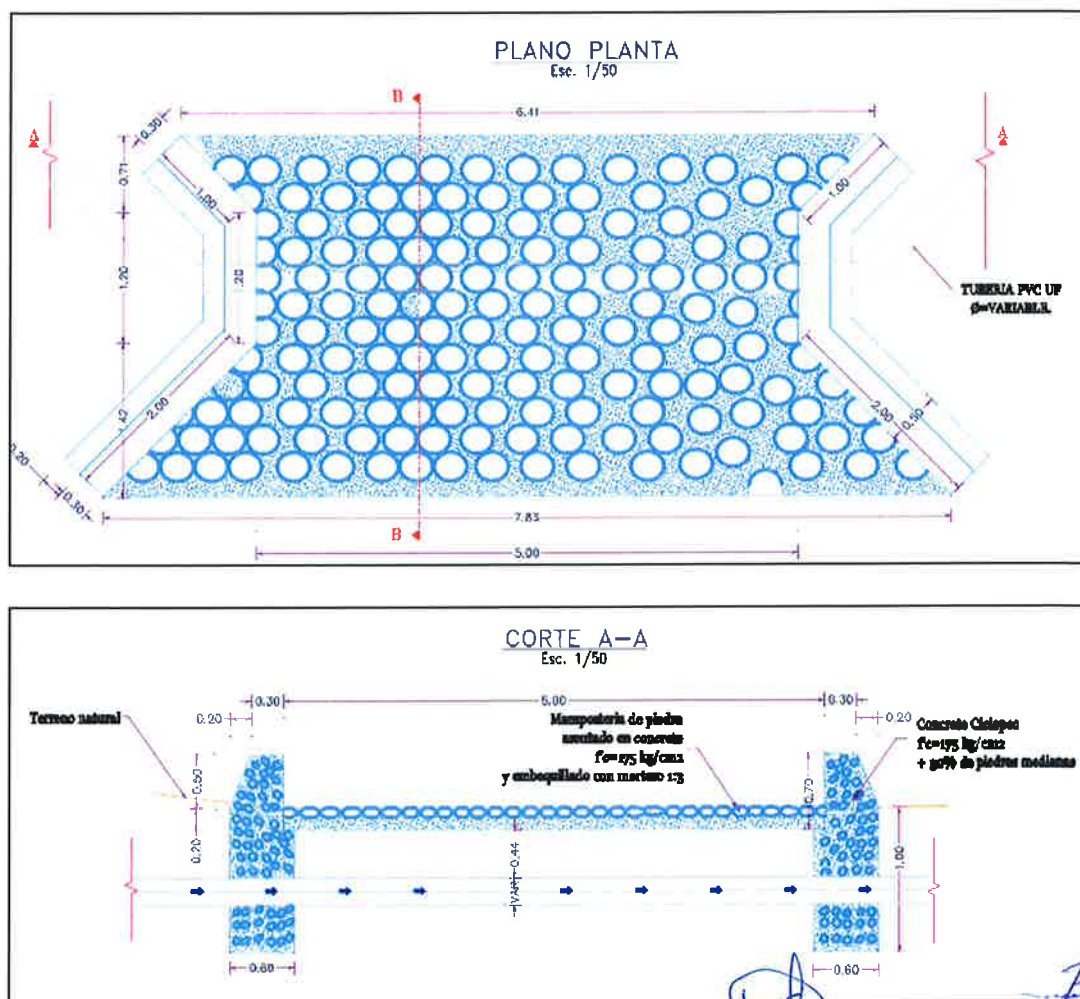 PLANO PLANTA
Esc. 1/50
B
6.41
A
A
0.30
0.71
1.00
1.00
1.20
1.20
TUBERIA PVC UF
Ø=VARIABLE.
2.00
2.00
0.50
.42
0.20
0.30
7.83
B
5.00
CORTE A-A
Esc. 1/50
0.30
5.00
0.30
0.20
0.20
Terreno natural
Mamposteria de piedra
asentado en concreto
f'c=175 kg/cm2
y emboquillado con mortero 1:3
Concreto Ciclopeo
f'c=175 kg/cm2
+ 30% de piedras medianas
0.70
0.20
0.44
VAR
1.00
0.60
0.60